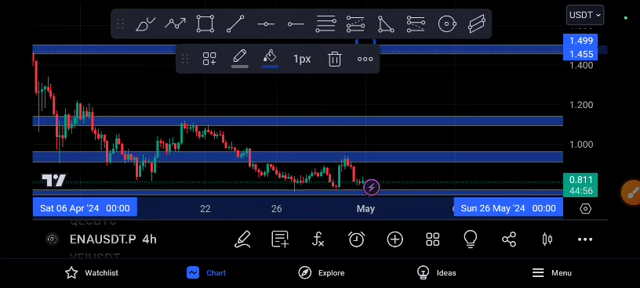 USDT
1.499
1.455
1px
1.400
1.200
1.000
0.811
44:56
TV
Sat 06 Apr '24 00:00
22
26
May
Sun 26 May '24 00:00
ENAUSDT.P 4h
Watchlist
Chart
Explore
Ideas
Menu